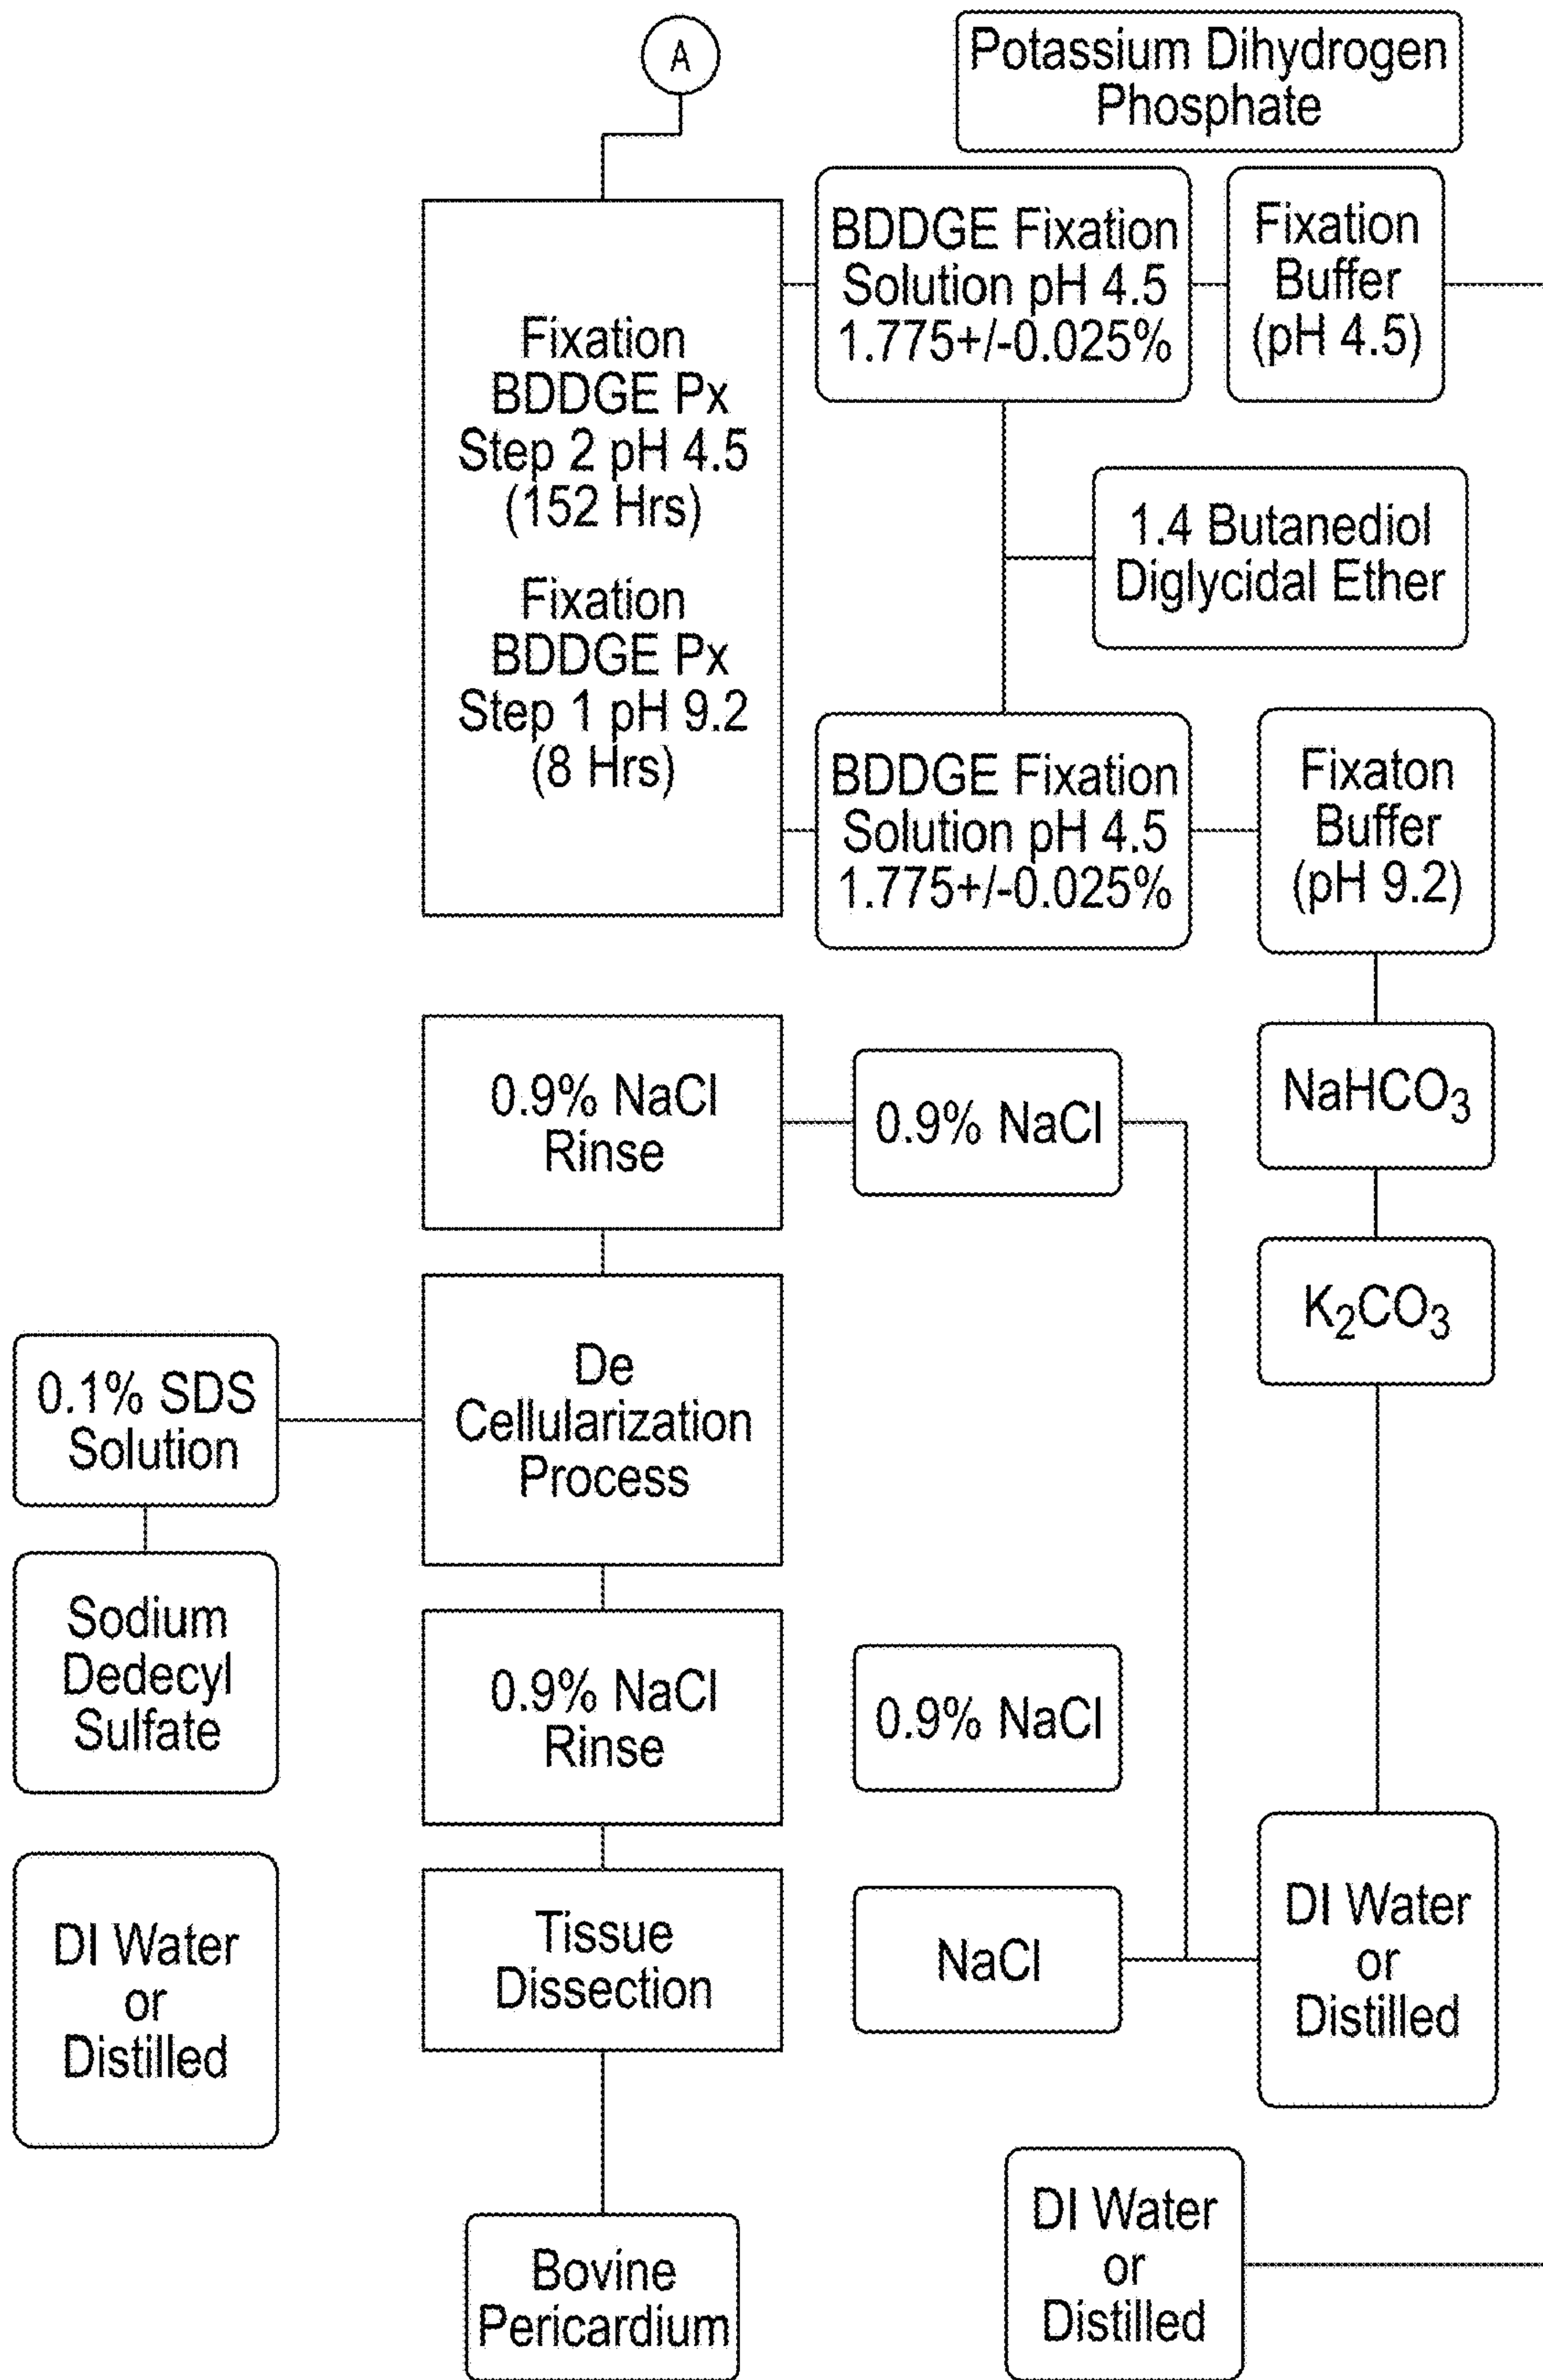 A
Potassium Dihydrogen
Phosphate
BDDGE Fixation
Solution pH 4.5
1.775+/-0.025%
Fixation
Buffer
(pH 4.5)
Fixation
BDDGE Px
Step 2 pH 4.5
(152 Hrs)
Fixation
BDDGE Px
Step 1 pH 9.2
(8 Hrs)
1.4 Butanediol
Diglycidal Ether
BDDGE Fixation
Solution pH 4.5
1.775+/-0.025%
Fixaton
Buffer
(pH 9.2)
0.9% NaCl
Rinse
0.9% NaCl
NaHCO₃
K₂CO₃
0.1% SDS
Solution
De
Cellularization
Process
Sodium
Dedecyl
Sulfate
0.9% NaCl
Rinse
0.9% NaCl
DI Water
or
Distilled
Tissue
Dissection
NaCl
DI Water
or
Distilled
Bovine
Pericardium
DI Water
or
Distilled